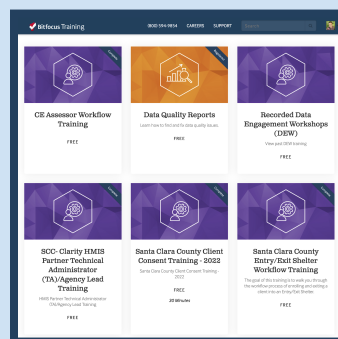 Bitfocus Training (800) 594-9854 CAREERS SUPPORT Search
CE Assessor Workflow
Training
FREE
Data Quality Reports
Learn how to find and fix data quality issues.
FREE
Recorded Data
Engagement Workshops
(DEW)
View past DEW training
FREE
SCC- Clarity HMIS
Partner Technical
Administrator
(TA)/Agency Lead
Training
HMIS Partner Technical Administrator
(TA)/Agency Lead Training
FREE
Santa Clara County Client
Consent Training - 2022
Santa Clara County Client Consent Training -
2022
FREE
30 Minutes
Santa Clara County
Entry/Exit Shelter
Workflow Training
The goal of this training is to walk you through
the workflow process of enrolling and adding a
client into an Entry/Exit Shelter.
FREE